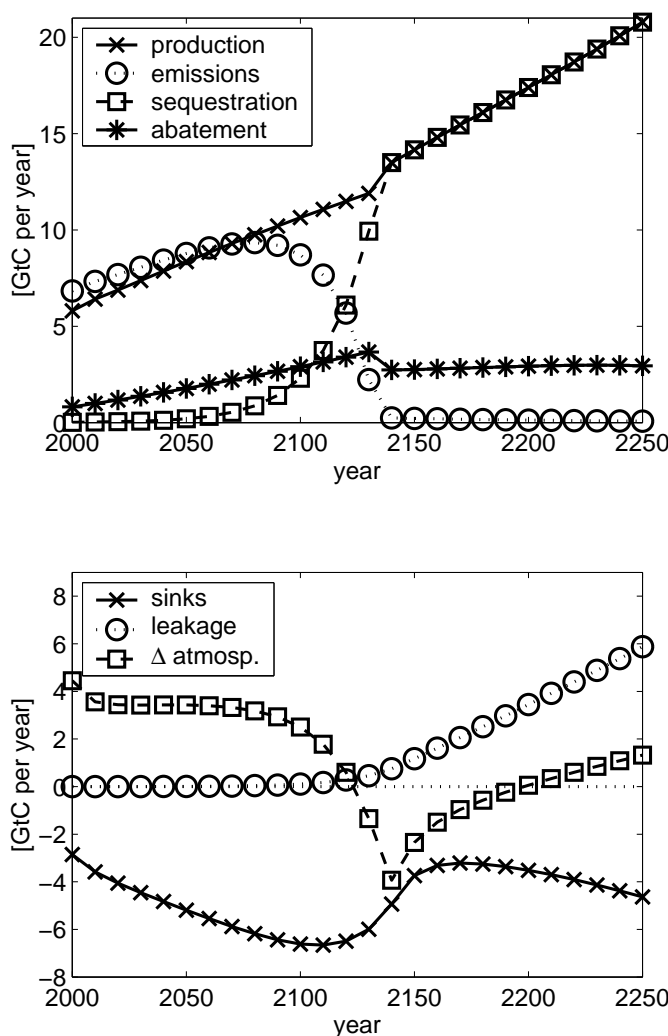 20
15
10
5
0
[GtC per year]
production
emissions
sequestration
abatement
2000 2050 2100 2150 2200 2250
year
8
6
4
2
0
−2
−4
−6
−8
[GtC per year]
sinks
leakage
Δ atmosp.
2000 2050 2100 2150 2200 2250
year